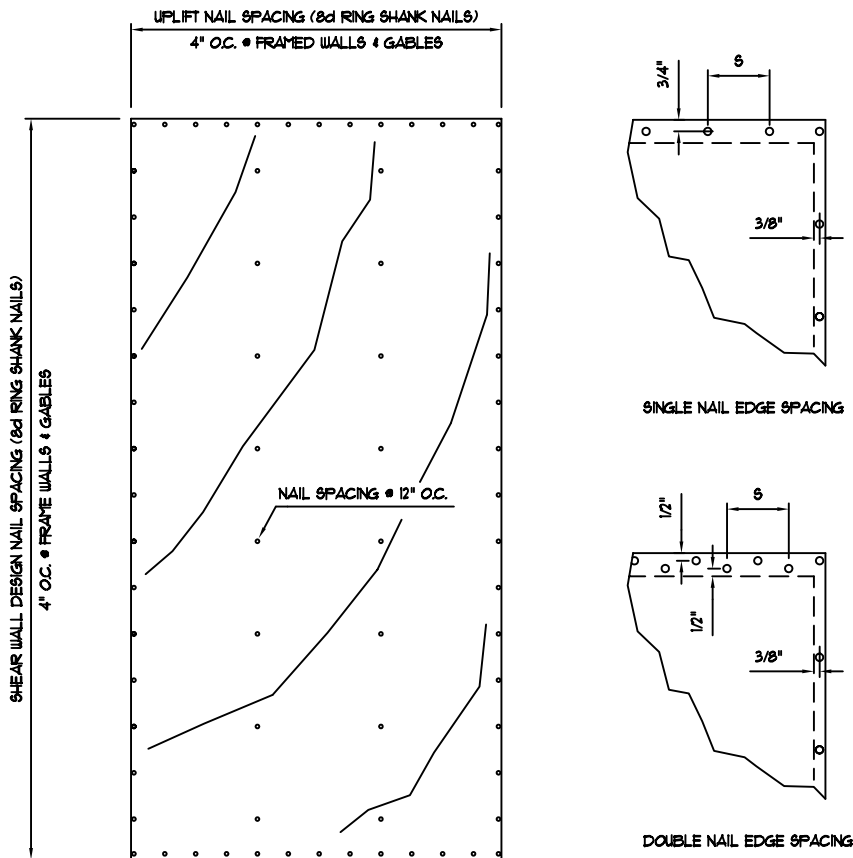 UPLIFT NAIL SPACING (8d RING SHANK NAILS)
4" O.C. @ FRAMED WALLS & GABLES
SHEAR WALL DESIGN NAIL SPACING (8d RING SHANK NAILS)
4" O.C. @ FRAME WALLS & GABLES
NAIL SPACING @ 12" O.C.
3/4"
S
3/8"
SINGLE NAIL EDGE SPACING
1/2"
S
1/2"
3/8"
DOUBLE NAIL EDGE SPACING